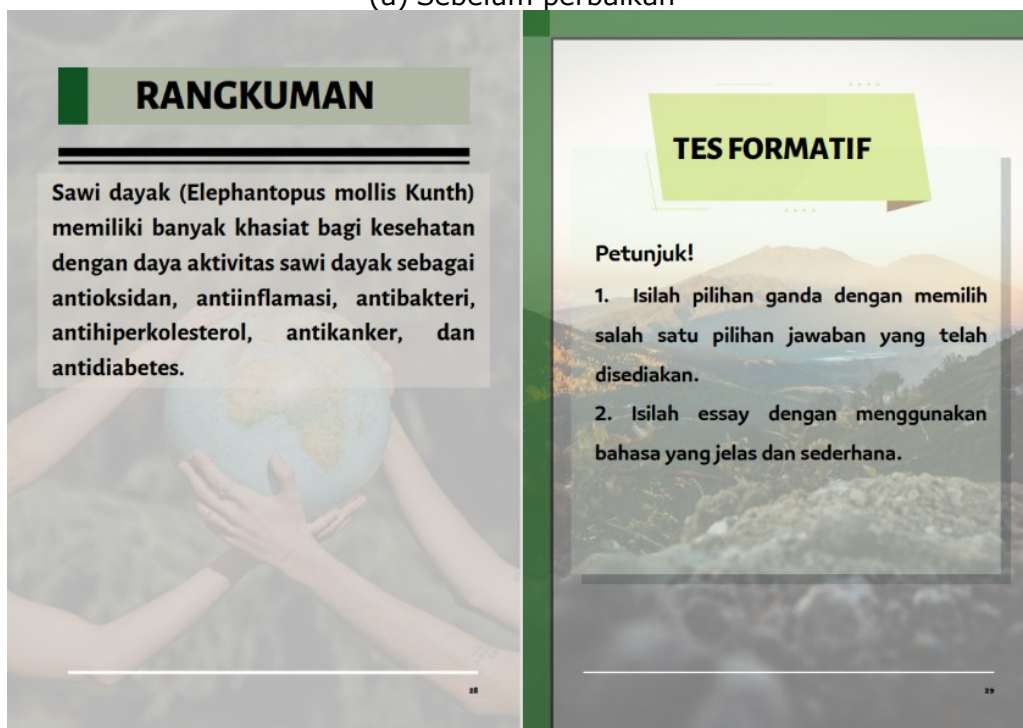 (a) Sebelum perbaikan
RANGKUMAN
Sawi dayak (Elephantopus mollis Kunth)
memiliki banyak khasiat bagi kesehatan
dengan daya aktivitas sawi dayak sebagai
antioksidan, antiinflamasi, antibakteri,
antihiperkolesterol, antikanker, dan
antidiabetes.
28
TES FORMATIF
Petunjuk!
1. Isilah pilihan ganda dengan memilih
salah satu pilihan jawaban yang telah
disediakan.
2. Isilah essay dengan menggunakan
bahasa yang jelas dan sederhana.
29